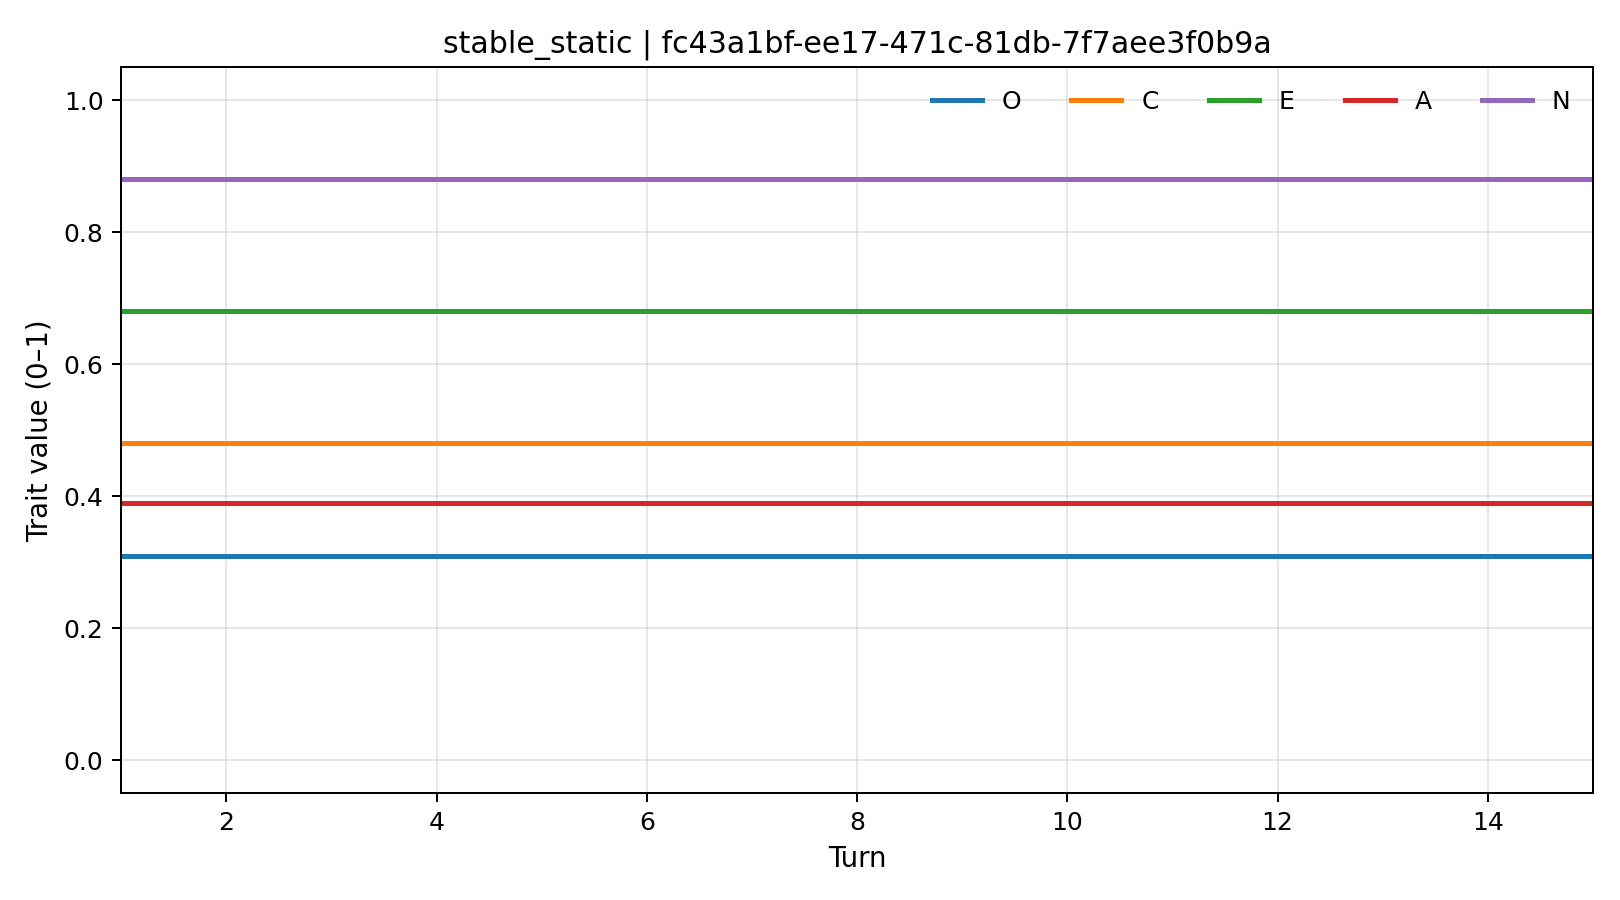 stable_static | fc43a1bf-ee17-471c-81db-7f7aee3f0b9a
O C E A N
Trait value (0–1)
1.0
0.8
0.6
0.4
0.2
0.0
2 4 6 8 10 12 14
Turn